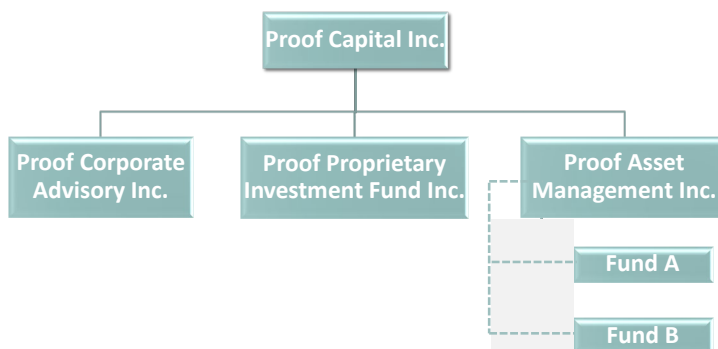 Proof Capital Inc.
Proof Corporate
Advisory Inc.
Proof Proprietary
Investment Fund Inc.
Proof Asset
Management Inc.
Fund A
Fund B